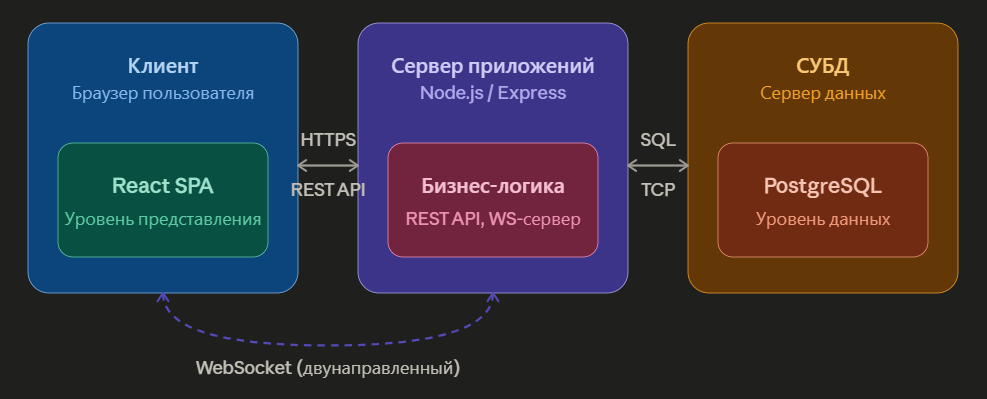 Клиент
Браузер пользователя
React SPA
Уровень представления
HTTPS
REST API
Сервер приложений
Node.js / Express
Бизнес-логика
REST API, WS-сервер
SQL
TCP
СУБД
Сервер данных
PostgreSQL
Уровень данных
WebSocket (двунаправленный)